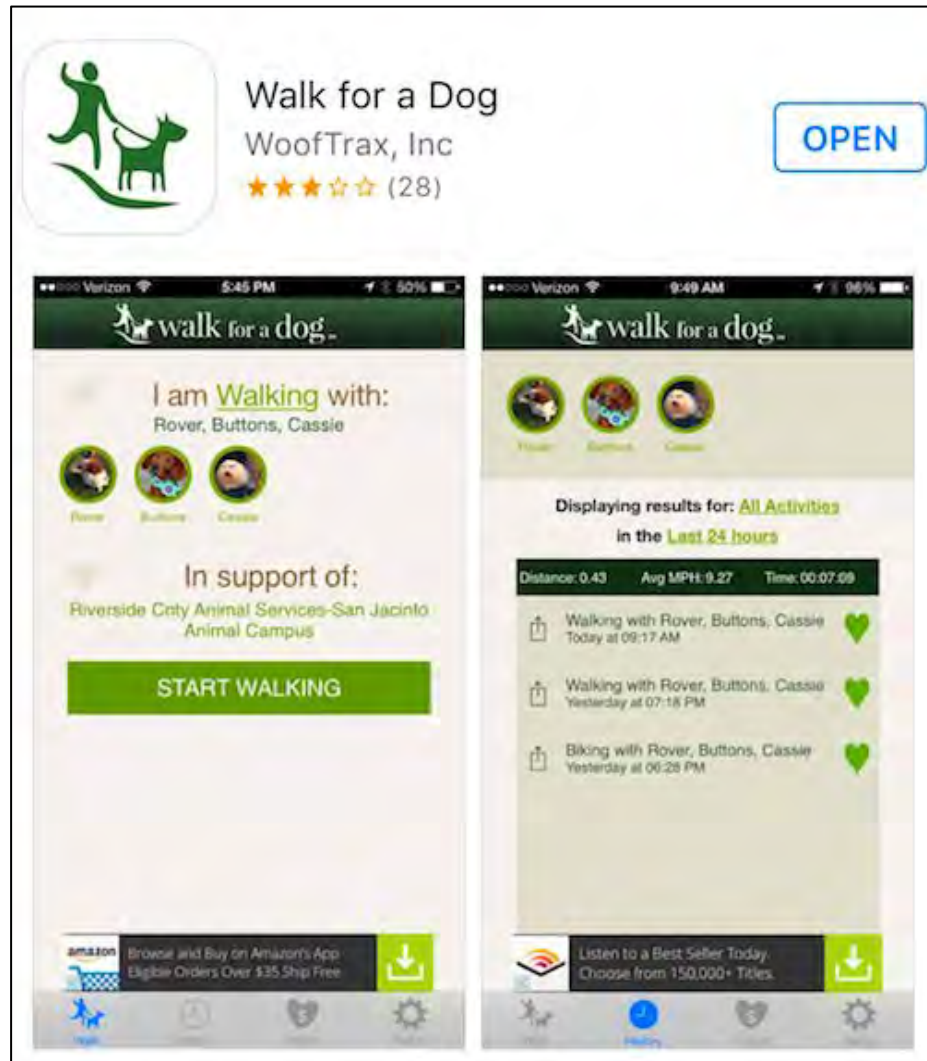 Walk for a Dog
WoofTrax, Inc
(28)
OPEN
Verizon 5:45 PM 50%
walk for a dog
I am Walking with:
Rover, Buttons, Cassie
Rover Buttons Cassie
In support of:
Riverside Cnty Animal Services-San Jacinto
Animal Campus
START WALKING
amazon
Browse and Buy on Amazon's App
Eligible Orders Over $35 Ship Free
Verizon 9:49 AM 96%
walk for a dog
Rover Buttons Cassie
Displaying results for: All Activities
in the Last 24 hours
Distance: 0.43 Avg MPH: 9.27 Time: 00:07:09
Walking with Rover, Buttons, Cassie
Today at 09:17 AM
Walking with Rover, Buttons, Cassie
Yesterday at 07:18 PM
Biking with Rover, Buttons, Cassie
Yesterday at 06:28 PM
Listen to a Best Seller Today.
Choose from 150,000+ Titles.
History